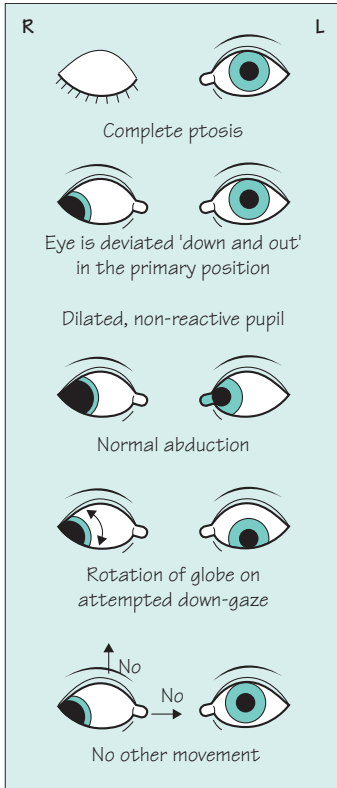 R L
Complete ptosis
Eye is deviated 'down and out'
in the primary position
Dilated, non-reactive pupil
Normal abduction
Rotation of globe on
attempted down-gaze
No
No
No other movement